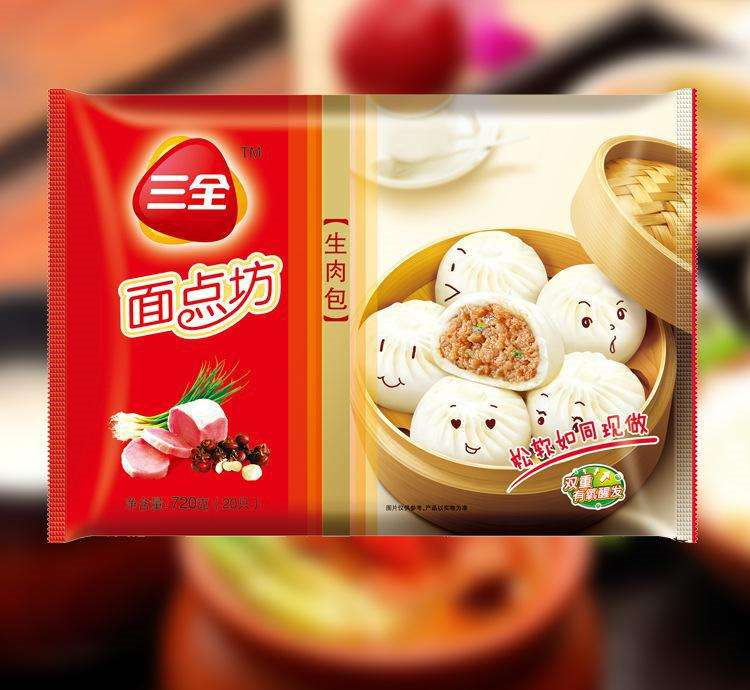 三全
TM
面点坊
【生肉包】
净含量:720克(20只)
松软如同现做
双重
有氧醒发
图片仅供参考,产品以实物为准